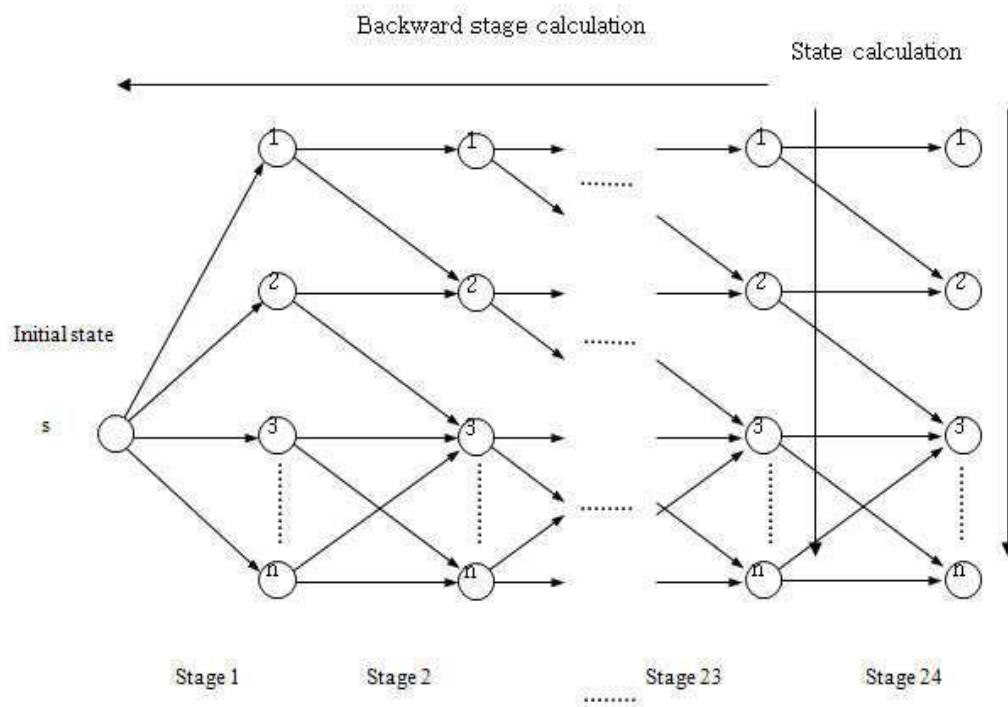 Backward stage calculation
State calculation
1 1 1 1
........
2 2 2 2
Initial state
........
s
3 3 3 3
........
n n n n
Stage 1 Stage 2 Stage 23 Stage 24
........